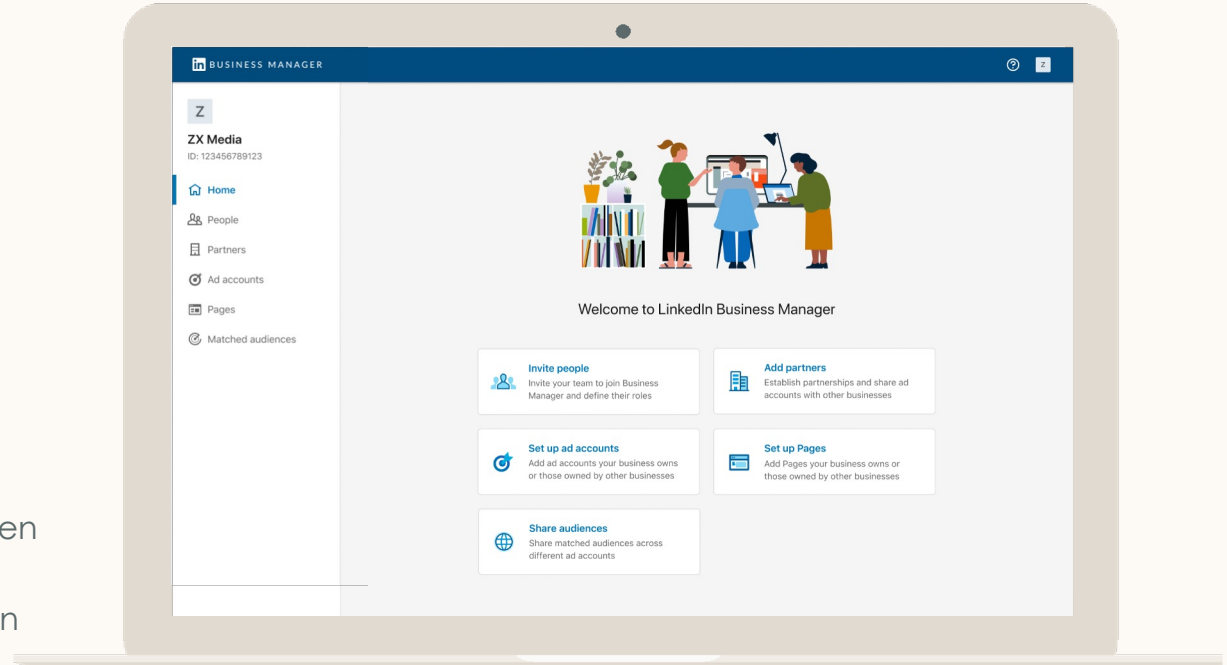 in BUSINESS MANAGER
Z
Z
ZX Media
ID: 123456789123
Home
People
Partners
Ad accounts
Pages
Matched audiences
Welcome to LinkedIn Business Manager
Invite people
Invite your team to join Business
Manager and define their roles
Add partners
Establish partnerships and share ad
accounts with other businesses
Set up ad accounts
Add ad accounts your business owns
or those owned by other businesses
Set up Pages
Add Pages your business owns or
those owned by other businesses
Share audiences
Share matched audiences across
different ad accounts
en
n